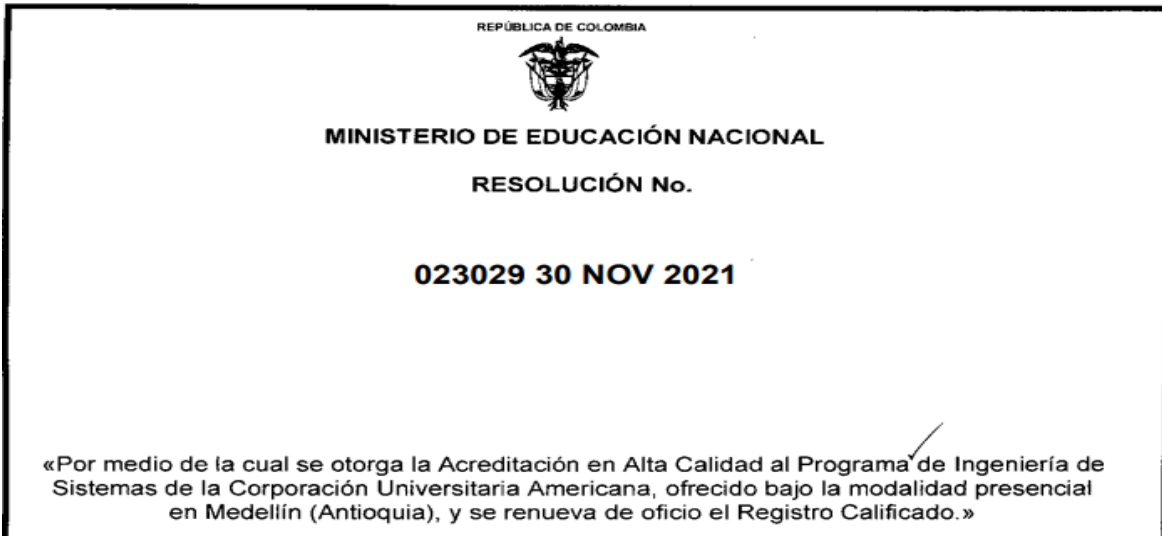 REPÚBLICA DE COLOMBIA
MINISTERIO DE EDUCACIÓN NACIONAL
RESOLUCIÓN No.
023029 30 NOV 2021
«Por medio de la cual se otorga la Acreditación en Alta Calidad al Programa de Ingeniería de
Sistemas de la Corporación Universitaria Americana, ofrecido bajo la modalidad presencial
en Medellín (Antioquia), y se renueva de oficio el Registro Calificado.»